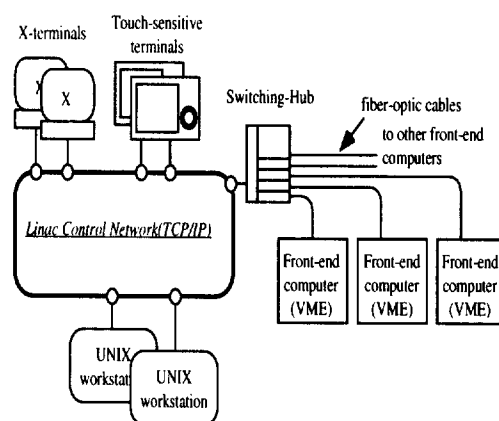 X-terminals
Touch-sensitive
terminals
X
X
Switching-Hub
fiber-optic cables
to other front-end
computers
Linac Control Network(TCP/IP)
Front-end
computer
(VME)
Front-end
computer
(VME)
Front-end
computer
(VME)
UNIX
workstati
UNIX
workstation